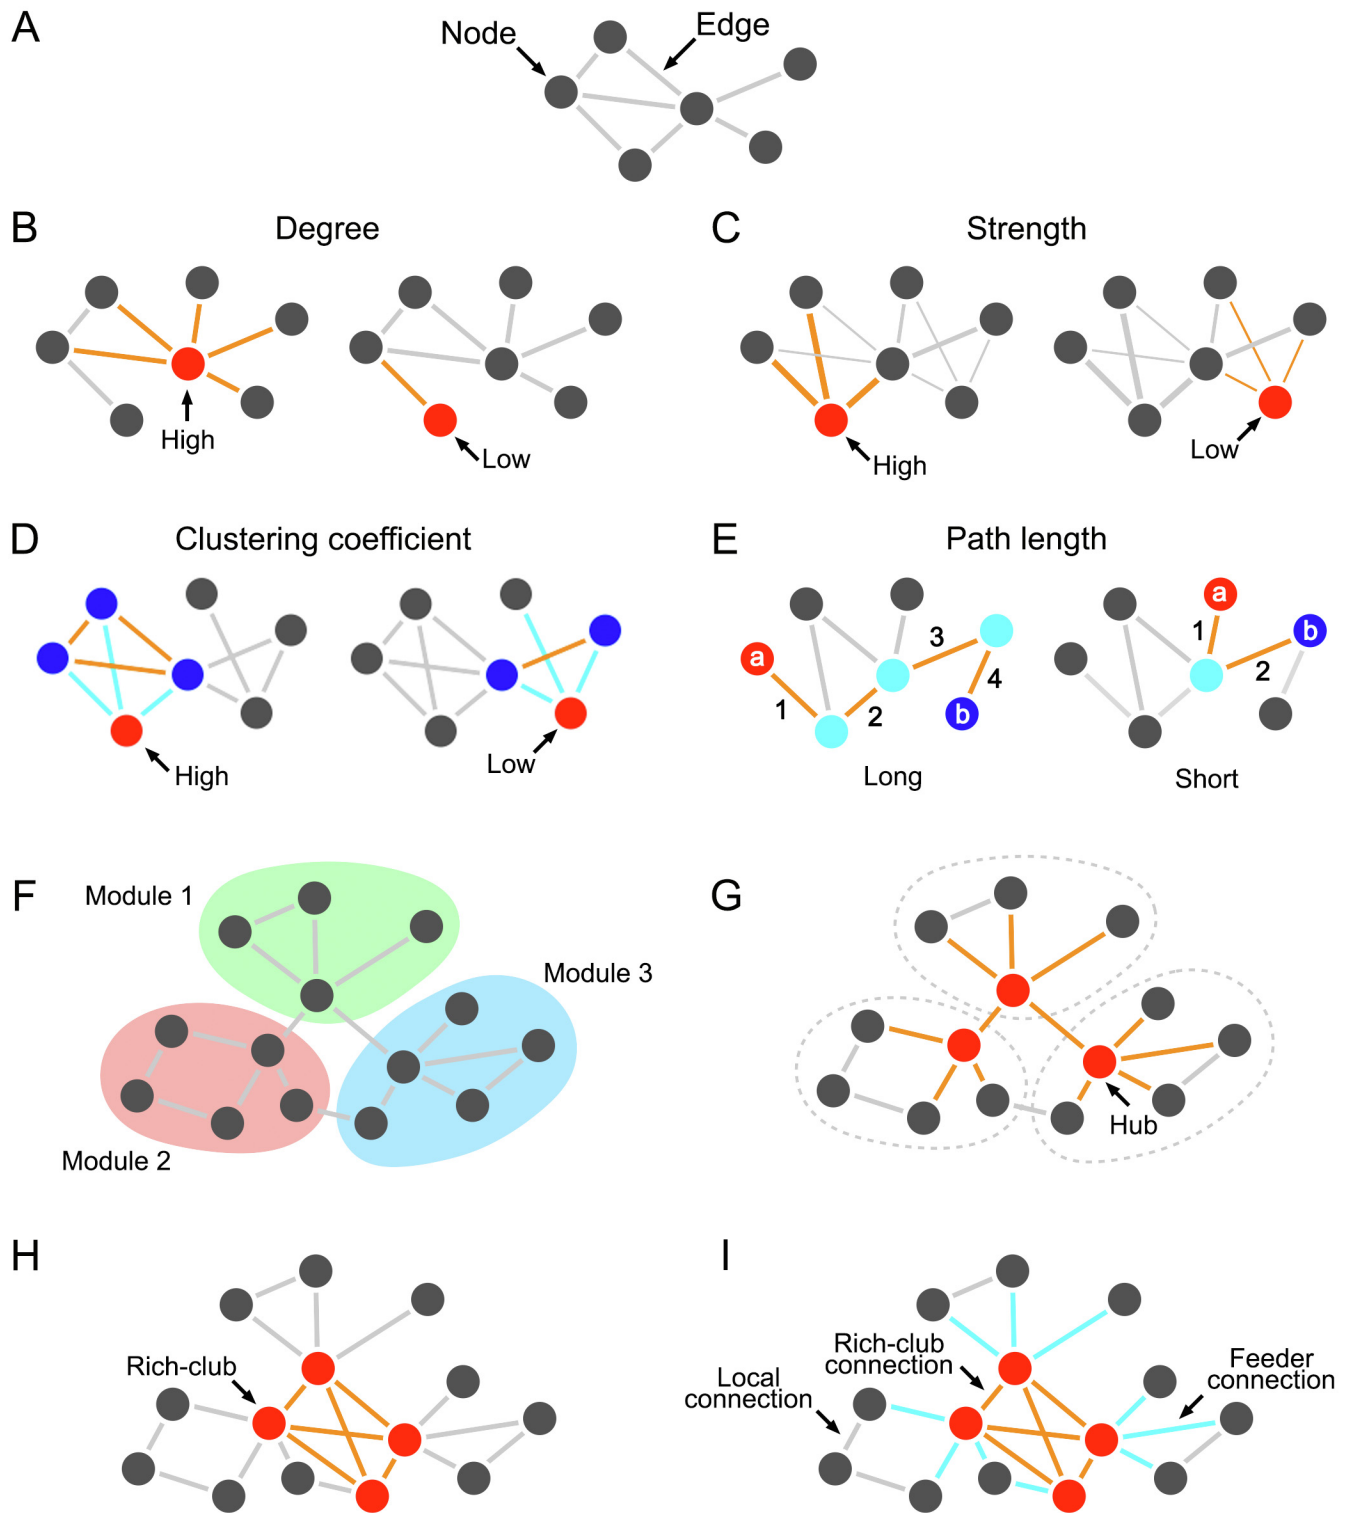 A
Node
Edge
B
Degree
High
Low
C
Strength
High
Low
D
Clustering coefficient
High
Low
E
Path length
a
1
2
3
4
b
Long
a
1
2
b
Short
F
Module 1
Module 3
Module 2
G
Hub
H
Rich-club
I
Rich-club
connection
Local
connection
Feeder
connection